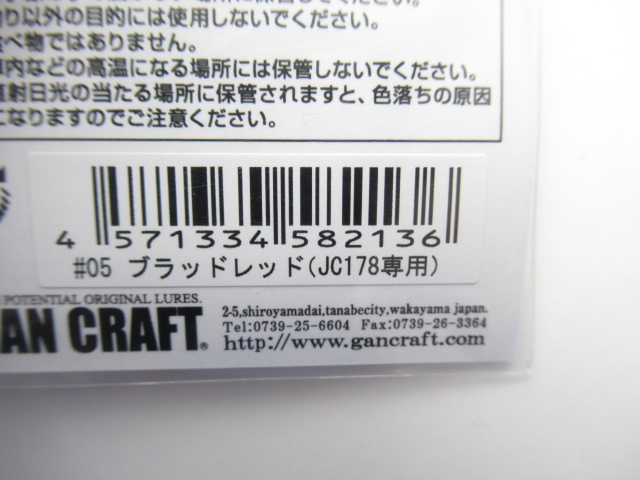 り以外の目的には使用しないでください。
べ物ではありません。
内などの高温になる場所には保管しないでください。
射日光の当たる場所に保管されますと、色落ちの原因
になりますのでご注意ください。
4 571334 582136
#05 ブラッドレッド(JC178専用)
POTENTIAL ORIGINAL LURES.
AN CRAFT®
2-5,shiroyamadai,tanabecity,wakayama japan.
Tel:0739-25-6604 Fax:0739-26-3364
http://www.gancraft.com